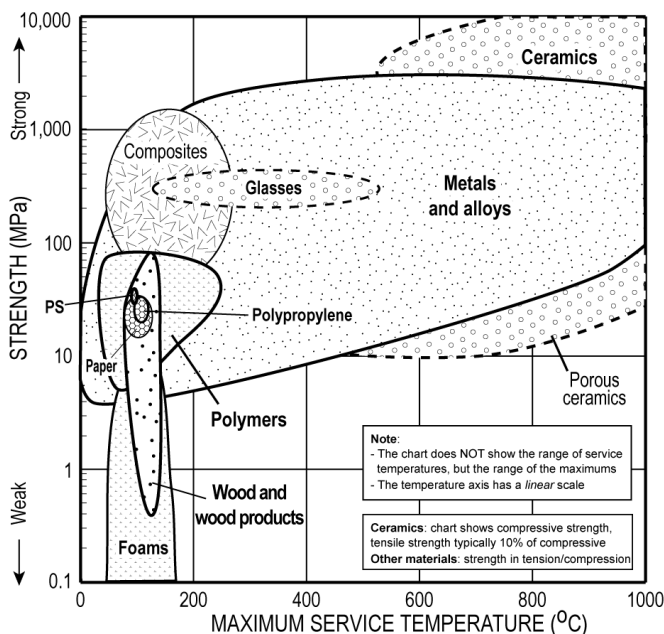 10,000
Strong
1,000
100
10
1
Weak
0.1
STRENGTH (MPa)
Ceramics
Composites
Glasses
Metals
and alloys
PS
Polypropylene
Paper
Polymers
Porous
ceramics
Wood and
wood products
Foams
Note:
- The chart does NOT show the range of service
temperatures, but the range of the maximums
- The temperature axis has a linear scale
Ceramics: chart shows compressive strength,
tensile strength typically 10% of compressive
Other materials: strength in tension/compression
0 200 400 600 800 1000
MAXIMUM SERVICE TEMPERATURE (ºC)